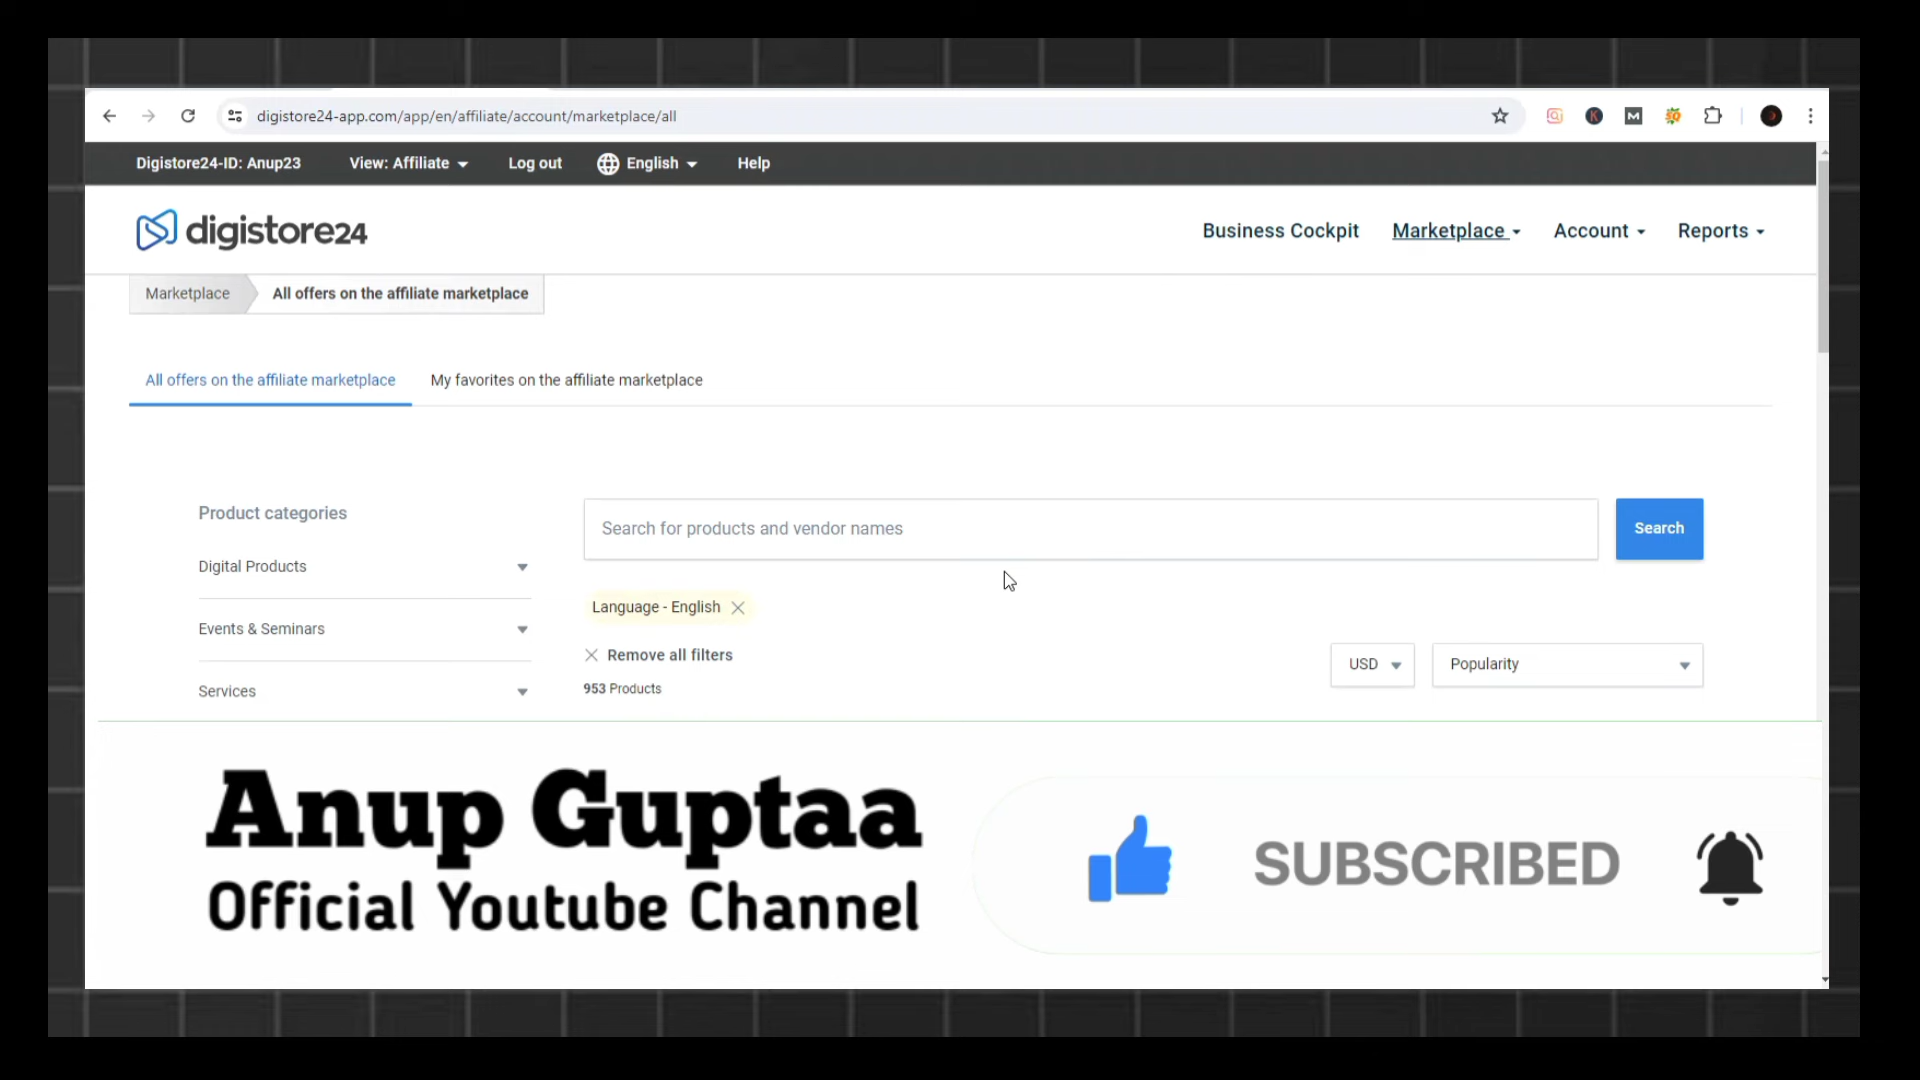 digistore24-app.com/app/en/affiliate/account/marketplace/all
Digistore24-ID: Anup23 View: Affiliate Log out English Help
digistore24
Business Cockpit Marketplace Account Reports
Marketplace All offers on the affiliate marketplace
All offers on the affiliate marketplace My favorites on the affiliate marketplace
Product categories
Search for products and vendor names
Search
Digital Products
Language - English
Events & Seminars
Remove all filters
USD Popularity
Services
953 Products
Anup Guptaa
Official Youtube Channel
SUBSCRIBED